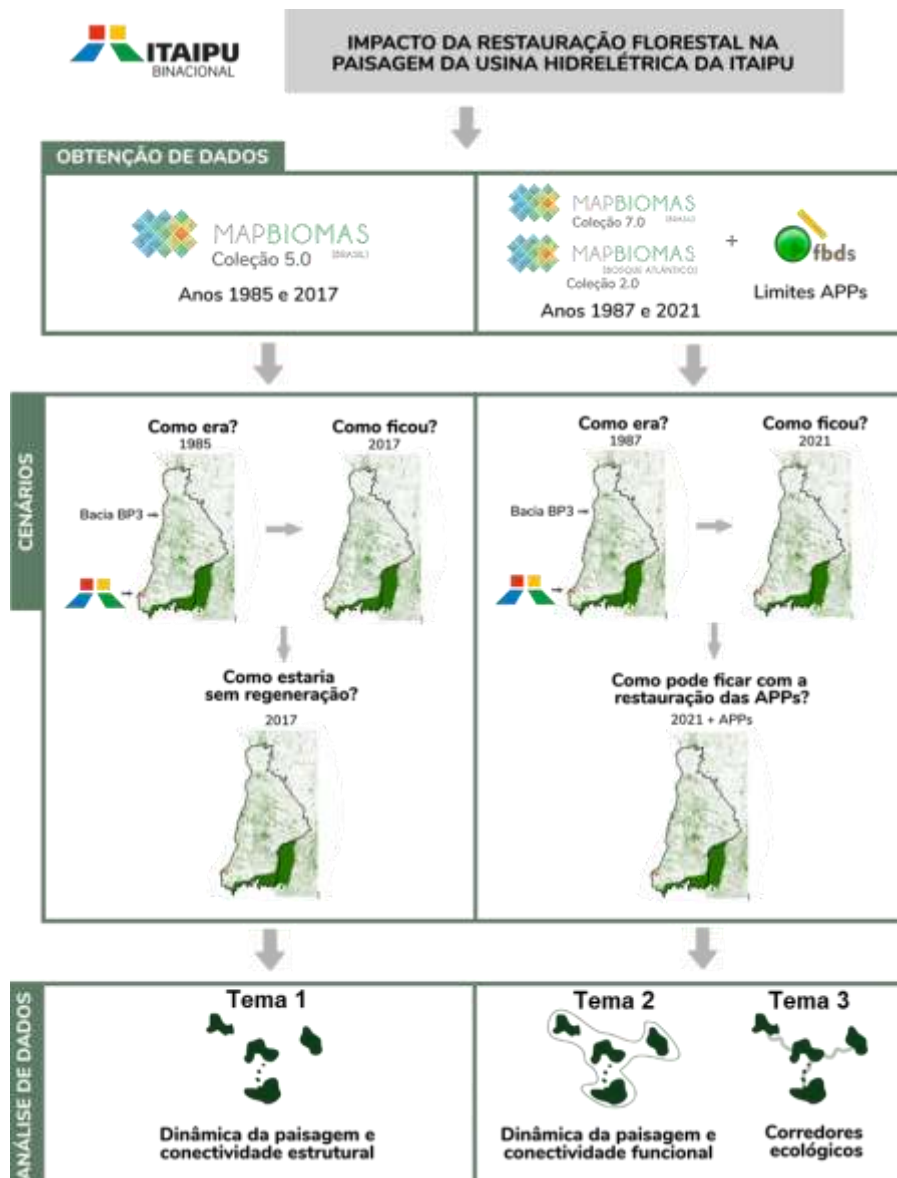 ITAIPU
BINACIONAL
IMPACTO DA RESTAURAÇÃO FLORESTAL NA
PAISAGEM DA USINA HIDRELÉTRICA DA ITAIPU
OBTENÇÃO DE DADOS
MAPBIOMAS
[BRASIL]
Coleção 5.0
Anos 1985 e 2017
MAPBIOMAS
[BRASIL]
Coleção 7.0
MAPBIOMAS
[BOSQUE ATLÁNTICO]
Coleção 2.0
Anos 1987 e 2021
+
fbds
Limites APPs
CENÁRIOS
Como era?
1985
Como ficou?
2017
Bacia BP3
Como estaria
sem regeneração?
2017
Como era?
1987
Como ficou?
2021
Bacia BP3
Como pode ficar com a
restauração das APPs?
2021 + APPs
ANÁLISE DE DADOS
Tema 1
Dinâmica da paisagem e
conectividade estrutural
Tema 2
Dinâmica da paisagem e
conectividade funcional
Tema 3
Corredores
ecológicos